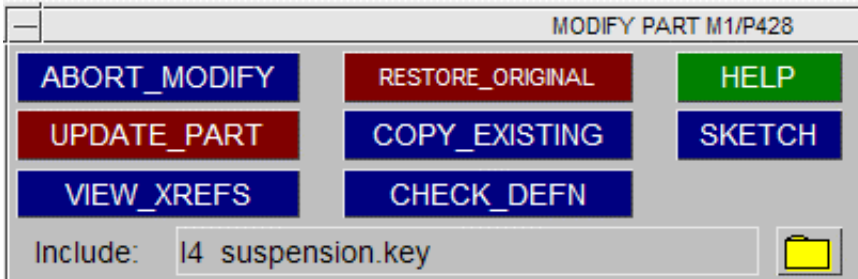 MODIFY PART M1/P428
ABORT_MODIFY RESTORE_ORIGINAL HELP
UPDATE_PART COPY_EXISTING SKETCH
VIEW_XREFS CHECK_DEFN
Include: I4 suspension.key